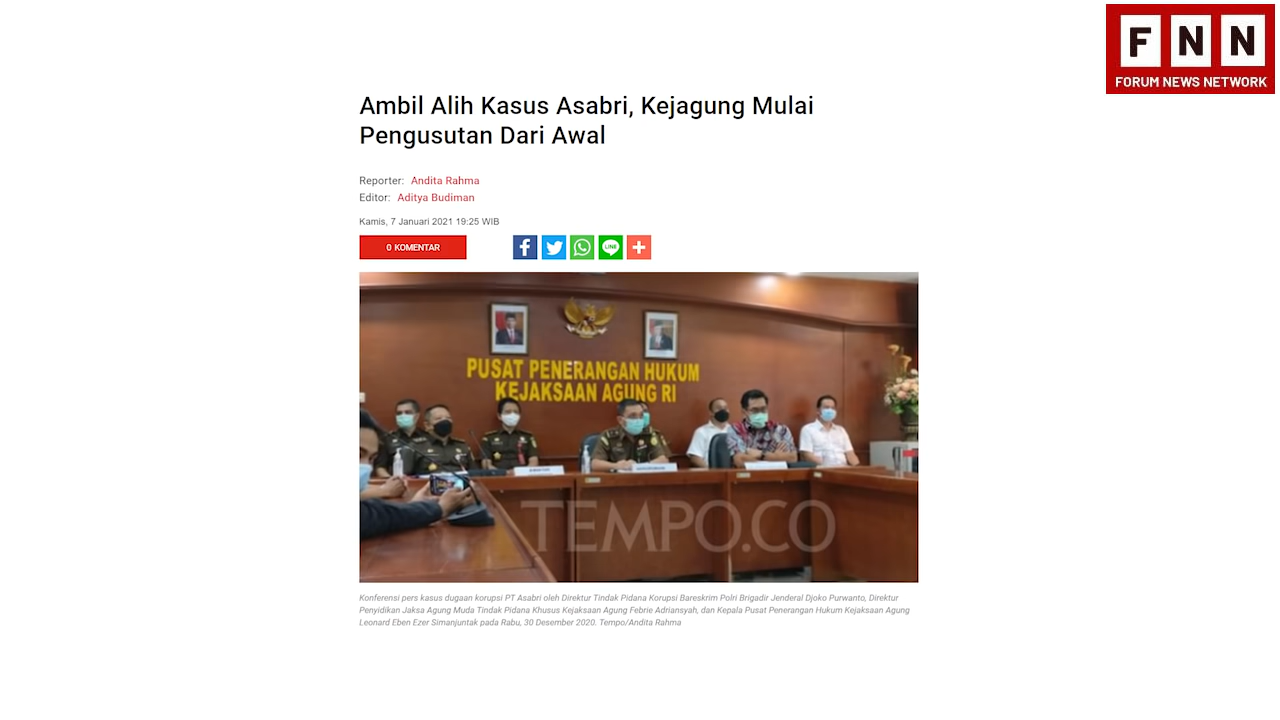 FNN
FORUM NEWS NETWORK
Ambil Alih Kasus Asabri, Kejagung Mulai
Pengusutan Dari Awal
Reporter: Andita Rahma
Editor: Aditya Budiman
Kamis, 7 Januari 2021 19:25 WIB
0 KOMENTAR
LINE
PUSAT PENERANGAN HUKUM
KEJAKSAAN AGUNG RI
TEMPO.CO
Konferensi pers kasus dugaan korupsi PT Asabri oleh Direktur Tindak Pidana Korupsi Bareskrim Polri Brigadir Jenderal Djoko Purwanto, Direktur
Penyidikan Jaksa Agung Muda Tindak Pidana Khusus Kejaksaan Agung Febrie Adriansyah, dan Kepala Pusat Penerangan Hukum Kejaksaan Agung
Leonard Eben Ezer Simanjuntak pada Rabu, 30 Desember 2020. Tempo/Andita Rahma